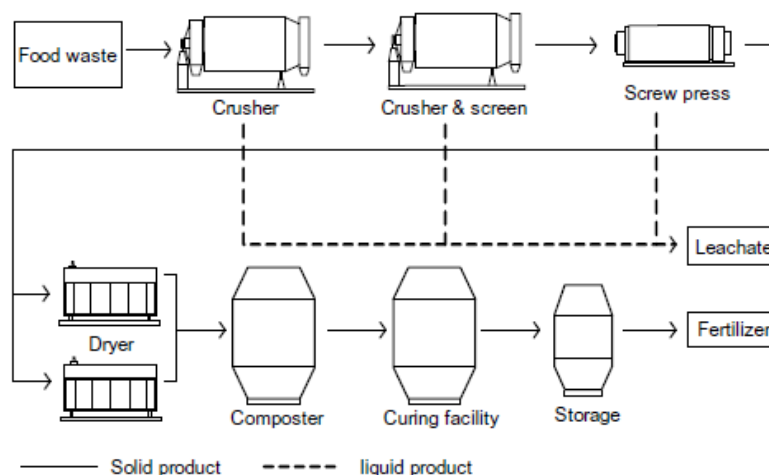 Food waste
Crusher
Crusher & screen
Screw press
Leachate
Dryer
Fertilizer
Composter
Curing facility
Storage
Solid product
liquid product